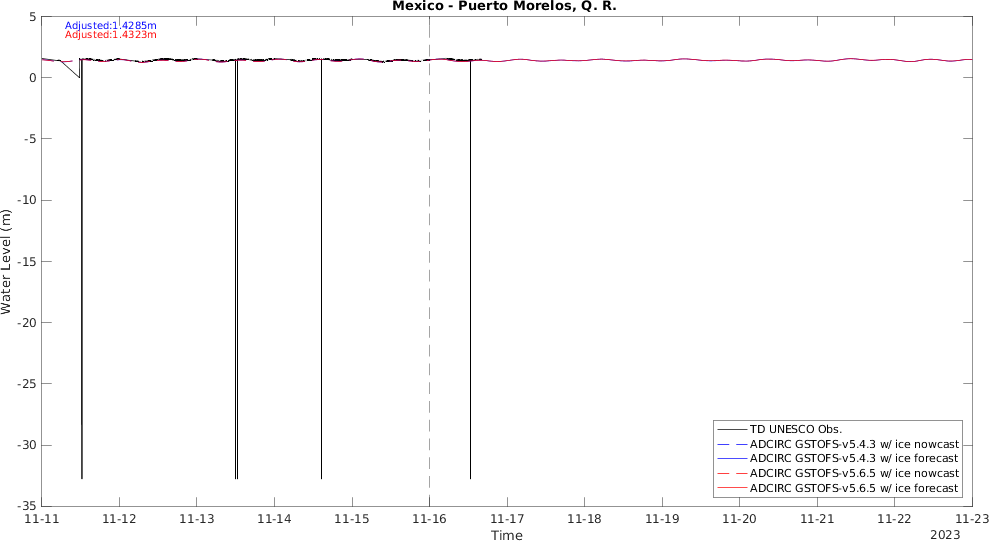 Mexico - Puerto Morelos, Q. R.
Adjusted:1.4285m
Adjusted:1.4323m
5
0
-5
-10
-15
-20
-25
-30
-35
Water Level (m)
TD UNESCO Obs.
ADCIRC GSTOFS-v5.4.3 w/ ice nowcast
ADCIRC GSTOFS-v5.4.3 w/ ice forecast
ADCIRC GSTOFS-v5.6.5 w/ ice nowcast
ADCIRC GSTOFS-v5.6.5 w/ ice forecast
11-11 11-12 11-13 11-14 11-15 11-16 11-17 11-18 11-19 11-20 11-21 11-22 11-23
Time
2023